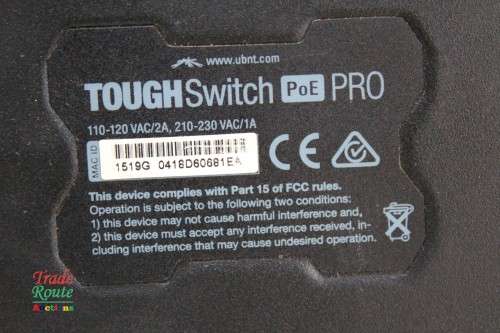 www.ubnt.com
TOUGHSwitch PoE PRO
110-120 VAC/2A, 210-230 VAC/1A
MAC ID
1519G 0418D60681EA
This device complies with Part 15 of FCC rules.
Operation is subject to the following two conditions:
1) this device may not cause harmful interference and,
2) this device must accept any interference received, in-
cluding interference that may cause undesired operation.
Trade
Route
Auctions